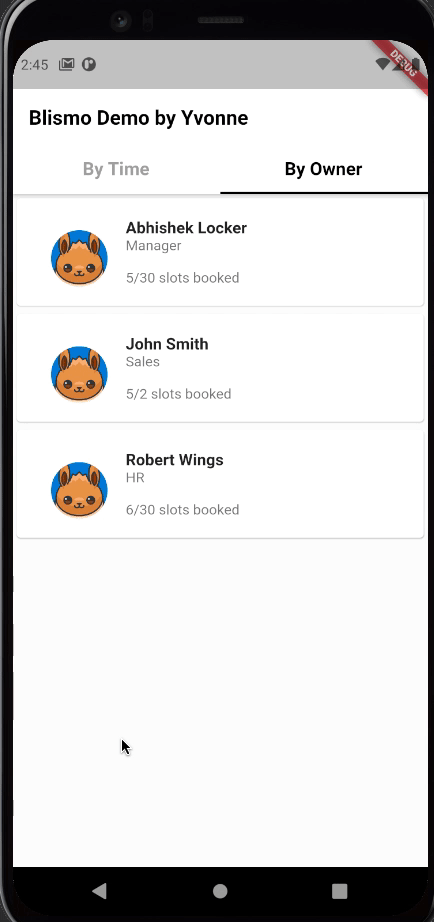 2:45
DEBUG
Blismo Demo by Yvonne
By Time
By Owner
Abhishek Locker
Manager
5/30 slots booked
John Smith
Sales
5/2 slots booked
Robert Wings
HR
6/30 slots booked